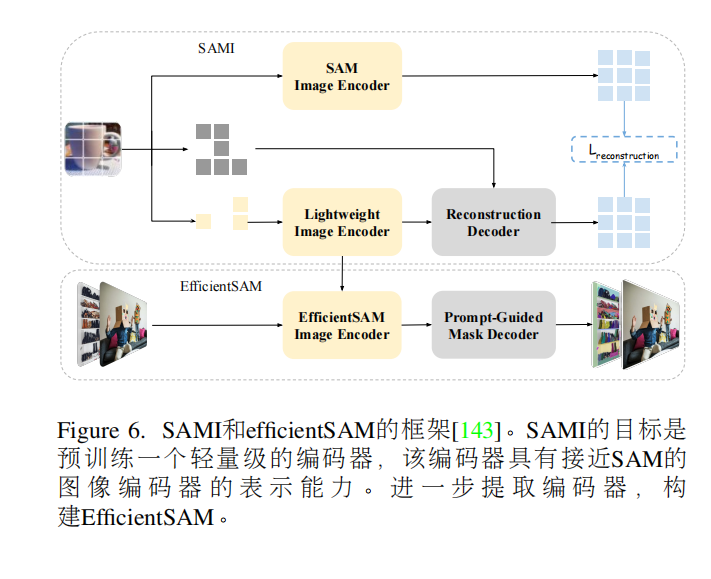 SAMI
SAM
Image Encoder
Lreconstruction
Lightweight
Image Encoder
Reconstruction
Decoder
EfficientSAM
EfficientSAM
Image Encoder
Prompt-Guided
Mask Decoder
Figure 6. SAMI和efficientSAM的框架[143]。SAMI的目标是
预训练一个轻量级的编码器，该编码器具有接近SAM的
图像编码器的表示能力。进一步提取编码器，构
建EfficientSAM。